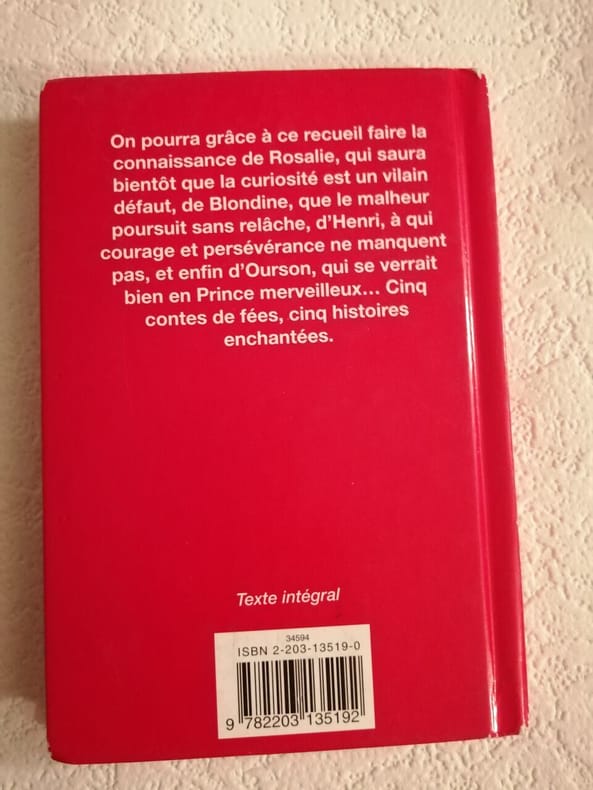 On pourra grâce à ce recueil faire la
connaissance de Rosalie, qui saura
bientôt que la curiosité est un vilain
défaut, de Blondine, que le malheur
poursuit sans relâche, d'Henri, à qui
courage et persévérance ne manquent
pas, et enfin d'Ourson, qui se verrait
bien en Prince merveilleux... Cinq
contes de fées, cinq histoires
enchantées.
Texte intégral
34594
ISBN 2-203-13519-0
9 782203 135192